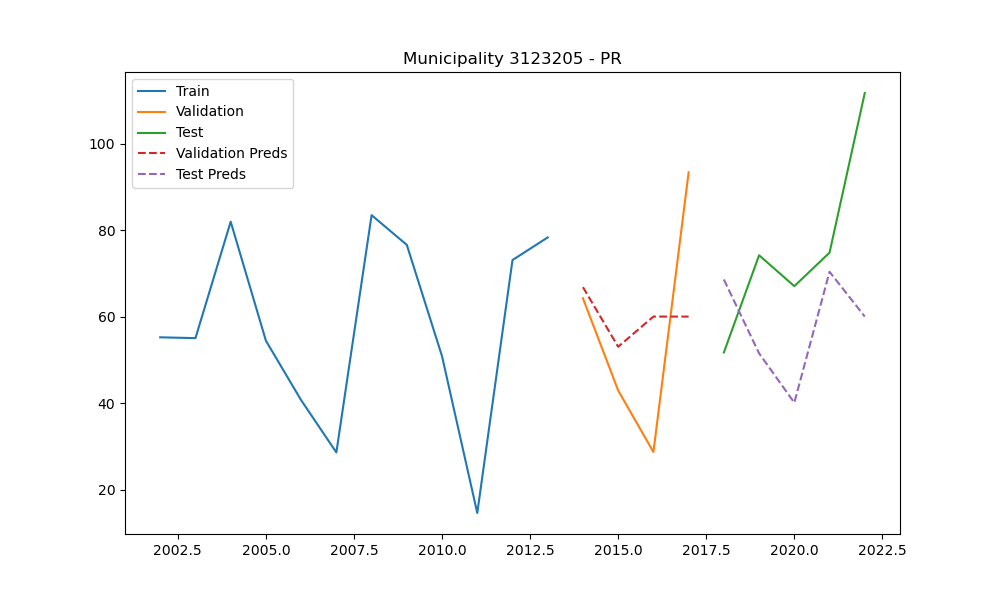 Municipality 3123205 - PR
Train
Validation
Test
Validation Preds
Test Preds
100
80
60
40
20
2002.5 2005.0 2007.5 2010.0 2012.5 2015.0 2017.5 2020.0 2022.5